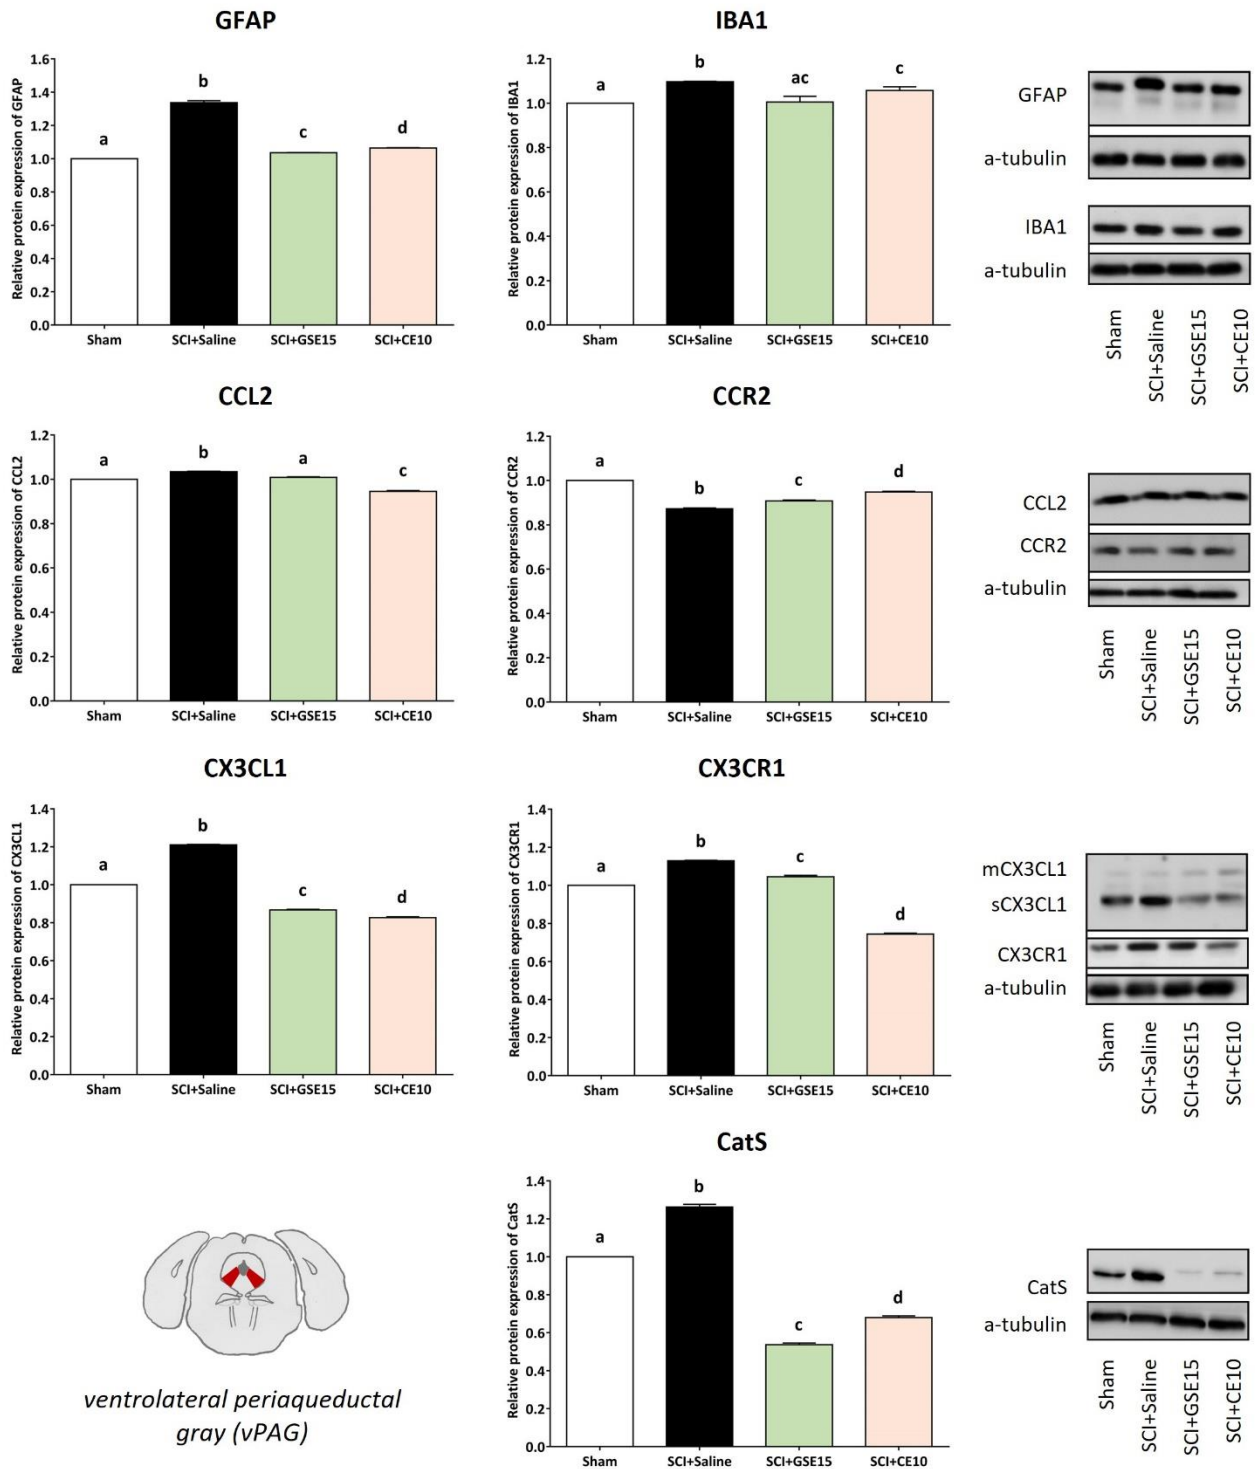 GFAP
Relative protein expression of GFAP
1.6
1.4
1.2
1.0
0.8
0.6
0.4
0.2
0.0
a
b
c
d
Sham
SCI+Saline
SCI+GSE15
SCI+CE10
IBA1
Relative protein expression of IBA1
1.2
1.0
0.8
0.6
0.4
0.2
0.0
a
b
ac
c
Sham
SCI+Saline
SCI+GSE15
SCI+CE10
GFAP
a-tubulin
IBA1
a-tubulin
Sham
SCI+Saline
SCI+GSE15
SCI+CE10
CCL2
Relative protein expression of CCL2
1.2
1.0
0.8
0.6
0.4
0.2
0.0
a
b
a
c
Sham
SCI+Saline
SCI+GSE15
SCI+CE10
CCR2
Relative protein expression of CCR2
1.2
1.0
0.8
0.6
0.4
0.2
0.0
a
b
c
d
Sham
SCI+Saline
SCI+GSE15
SCI+CE10
CCL2
CCR2
a-tubulin
Sham
SCI+Saline
SCI+GSE15
SCI+CE10
CX3CL1
Relative protein expression of CX3CL1
1.4
1.2
1.0
0.8
0.6
0.4
0.2
0.0
a
b
c
d
Sham
SCI+Saline
SCI+GSE15
SCI+CE10
CX3CR1
Relative protein expression of CX3CR1
1.4
1.2
1.0
0.8
0.6
0.4
0.2
0.0
a
b
c
d
Sham
SCI+Saline
SCI+GSE15
SCI+CE10
mCX3CL1
sCX3CL1
CX3CR1
a-tubulin
Sham
SCI+Saline
SCI+GSE15
SCI+CE10
ventrolateral periaqueductal
gray (vPAG)
CatS
Relative protein expression of CatS
1.4
1.2
1.0
0.8
0.6
0.4
0.2
0.0
a
b
c
d
Sham
SCI+Saline
SCI+GSE15
SCI+CE10
CatS
a-tubulin
Sham
SCI+Saline
SCI+GSE15
SCI+CE10